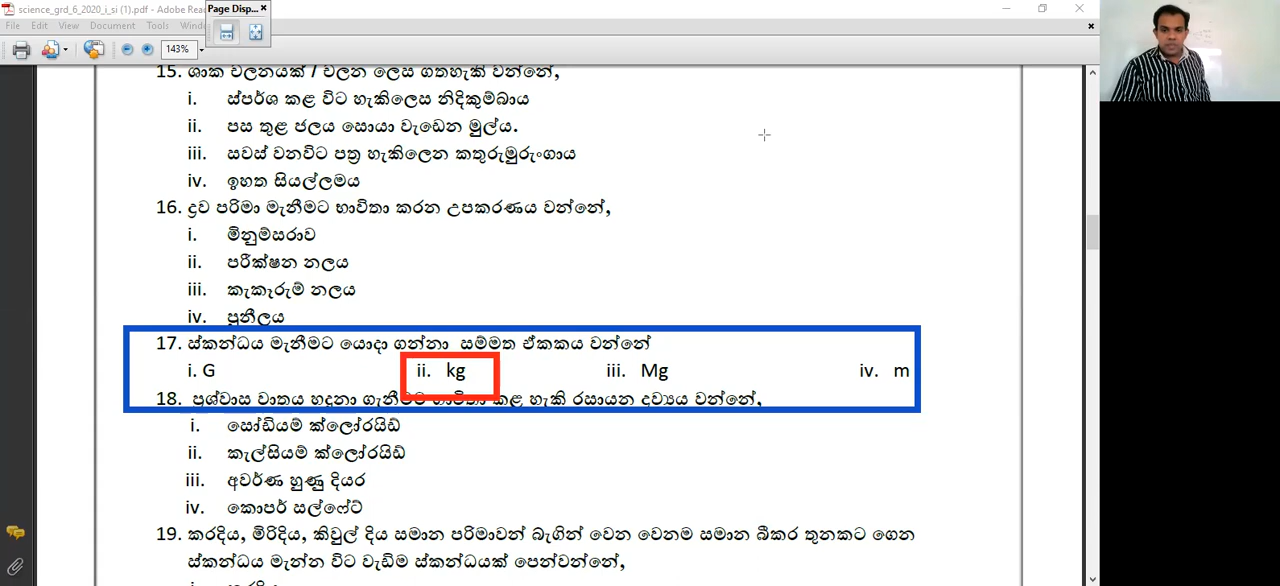 science_grd_6_2020_i_si (1).pdf - Adobe Rea
Page Disp...
File Edit View Document Tools Windo
143%
15. ශාක චලනයක් / චලන ලෙස ගතහැකි වන්නේ,
i. ස්පර්ශ කළ විට හැකිලෙස නිදිකුම්බාය
ii. පස තුළ ජලය සොයා වැඩෙන මුල්ය.
iii. සවස් වනවිට පත්‍ර හැකිලෙන කතුරුමුරුංගාය
iv. ඉහත සියල්ලමය
16. ද්‍රව පරිමා මැනීමට භාවිතා කරන උපකරණය වන්නේ,
i. මිනුම්සරාව
ii. පරීක්ෂන නලය
iii. කැකෑරුම් නලය
iv. පුනීලය
17. ස්කන්ධය මැනීමට යොදා ගන්නා සම්මත ඒකකය වන්නේ
i. G ii. kg iii. Mg iv. m
18. ප්‍රශ්වාස වාතය හඳුනා ගැනීමට භාවිතා කළ හැකි රසායන ද්‍රව්‍යය වන්නේ,
i. සෝඩියම් ක්ලෝරයිඩ්
ii. කැල්සියම් ක්ලෝරයිඩ්
iii. අවර්ණ හුණු දියර
iv. කොපර් සල්ෆේට්
19. කරදිය, මිරිදිය, කිවුල් දිය සමාන පරිමාවන් බැගින් වෙන වෙනම සමාන බීකර තුනකට ගෙන
ස්කන්ධය මැන්න විට වැඩිම ස්කන්ධයක් පෙන්වන්නේ,